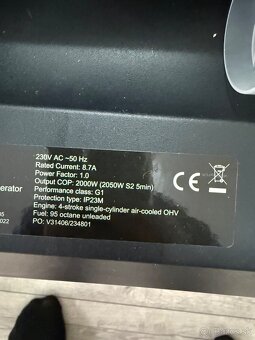 230V AC ~50 Hz
Rated Current: 8.7A
Power Factor: 1.0
Output COP: 2000W (2050W S2 5min)
Performance class: G1
Protection type: IP23M
Engine: 4-stroke single-cylinder air-cooled OHV
Fuel: 95 octane unleaded
PO: V31406/234801
erator
05
2022
CE